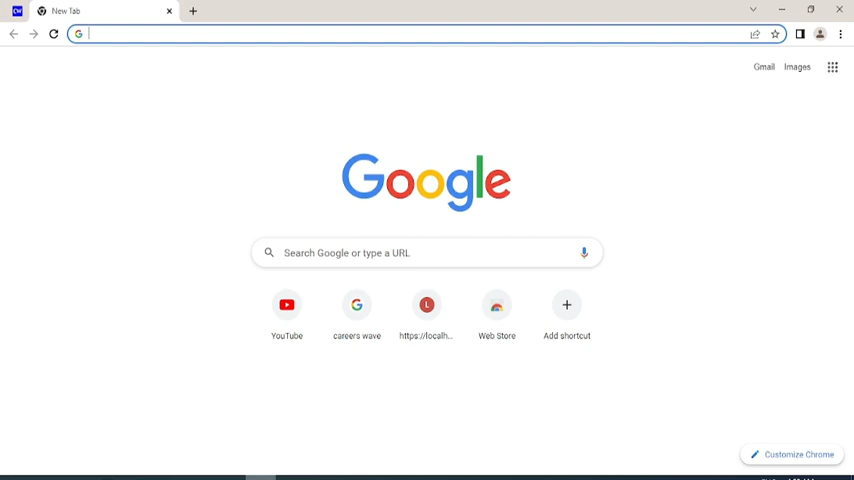 CW New Tab
G
Gmail Images
Google
Search Google or type a URL
L
YouTube careers wave https://localh... Web Store Add shortcut
Customize Chrome